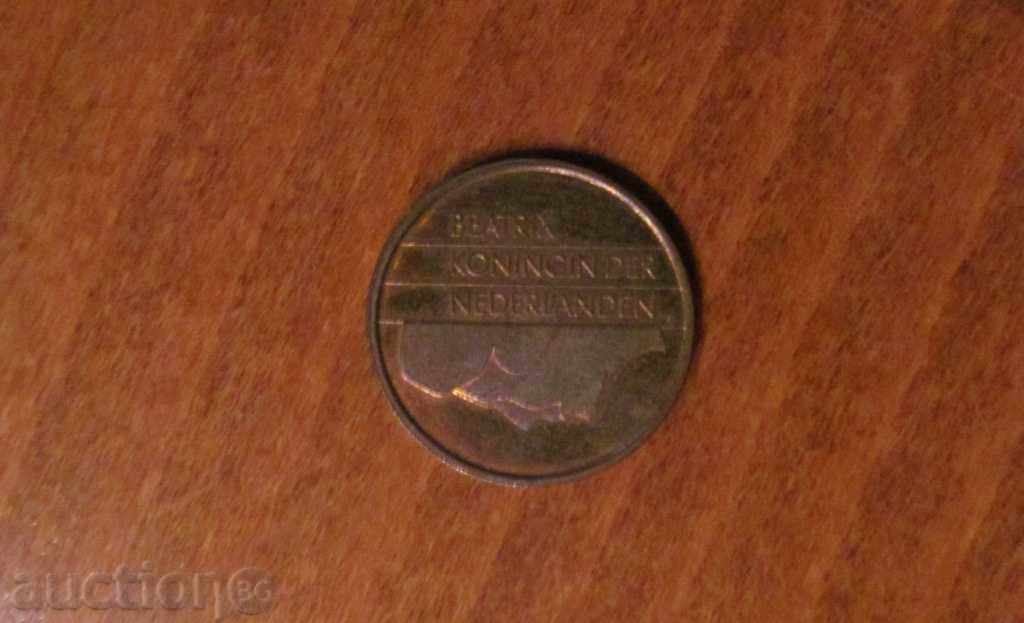 BEATRIX
KONINGIN DER
NEDERLANDEN
auction BG